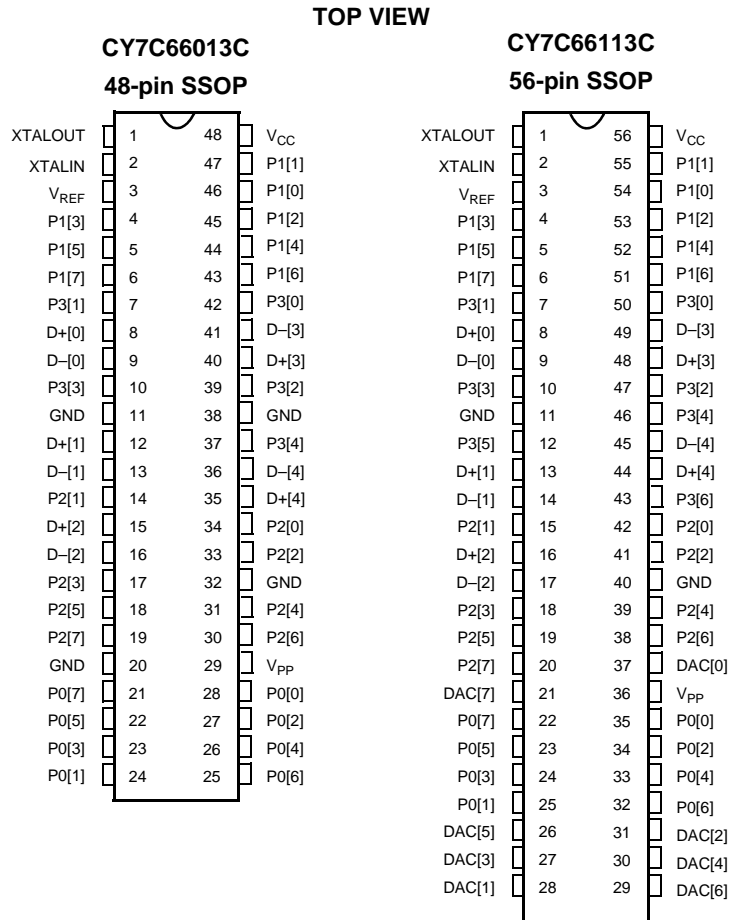 TOP VIEW
CY7C66013C
48-pin SSOP
XTALOUT 1 48 VCC
XTALIN 2 47 P1[1]
VREF 3 46 P1[0]
P1[3] 4 45 P1[2]
P1[5] 5 44 P1[4]
P1[7] 6 43 P1[6]
P3[1] 7 42 P3[0]
D+[0] 8 41 D–[3]
D–[0] 9 40 D+[3]
P3[3] 10 39 P3[2]
GND 11 38 GND
D+[1] 12 37 P3[4]
D–[1] 13 36 D–[4]
P2[1] 14 35 D+[4]
D+[2] 15 34 P2[0]
D–[2] 16 33 P2[2]
P2[3] 17 32 GND
P2[5] 18 31 P2[4]
P2[7] 19 30 P2[6]
GND 20 29 VPP
P0[7] 21 28 P0[0]
P0[5] 22 27 P0[2]
P0[3] 23 26 P0[4]
P0[1] 24 25 P0[6]
CY7C66113C
56-pin SSOP
XTALOUT 1 56 VCC
XTALIN 2 55 P1[1]
VREF 3 54 P1[0]
P1[3] 4 53 P1[2]
P1[5] 5 52 P1[4]
P1[7] 6 51 P1[6]
P3[1] 7 50 P3[0]
D+[0] 8 49 D–[3]
D–[0] 9 48 D+[3]
P3[3] 10 47 P3[2]
GND 11 46 P3[4]
P3[5] 12 45 D–[4]
D+[1] 13 44 D+[4]
D–[1] 14 43 P3[6]
P2[1] 15 42 P2[0]
D+[2] 16 41 P2[2]
D–[2] 17 40 GND
P2[3] 18 39 P2[4]
P2[5] 19 38 P2[6]
P2[7] 20 37 DAC[0]
DAC[7] 21 36 VPP
P0[7] 22 35 P0[0]
P0[5] 23 34 P0[2]
P0[3] 24 33 P0[4]
P0[1] 25 32 P0[6]
DAC[5] 26 31 DAC[2]
DAC[3] 27 30 DAC[4]
DAC[1] 28 29 DAC[6]